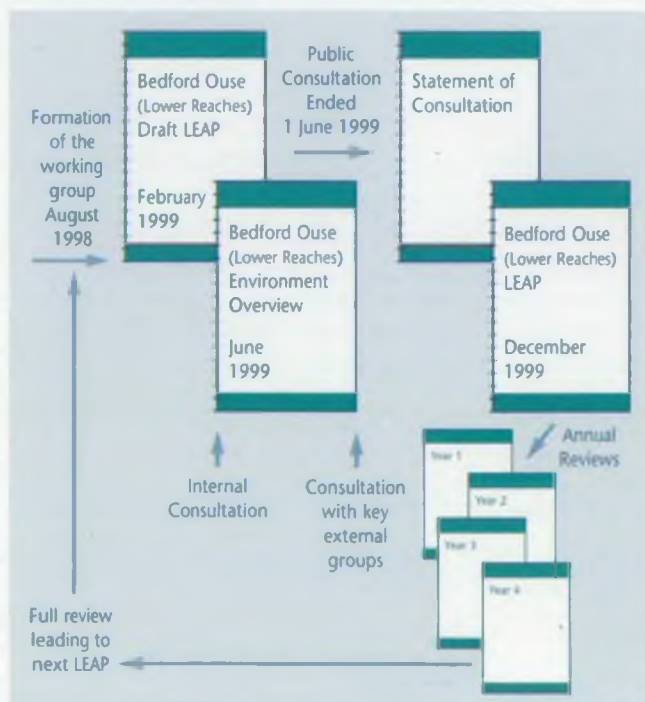 Formation
of the
working
group
August
1998
Bedford Ouse
(Lower Reaches)
Draft LEAP
February
1999
Bedford Ouse
(Lower Reaches)
Environment
Overview
June
1999
Public
Consultation
Ended
1 June 1999
Statement of
Consultation
Bedford Ouse
(Lower Reaches)
LEAP
December
1999
Internal
Consultation
Consultation
with key
external
groups
Annual
Reviews
Year 1
Year 2
Year 3
Year 4
Full review
leading to
next LEAP